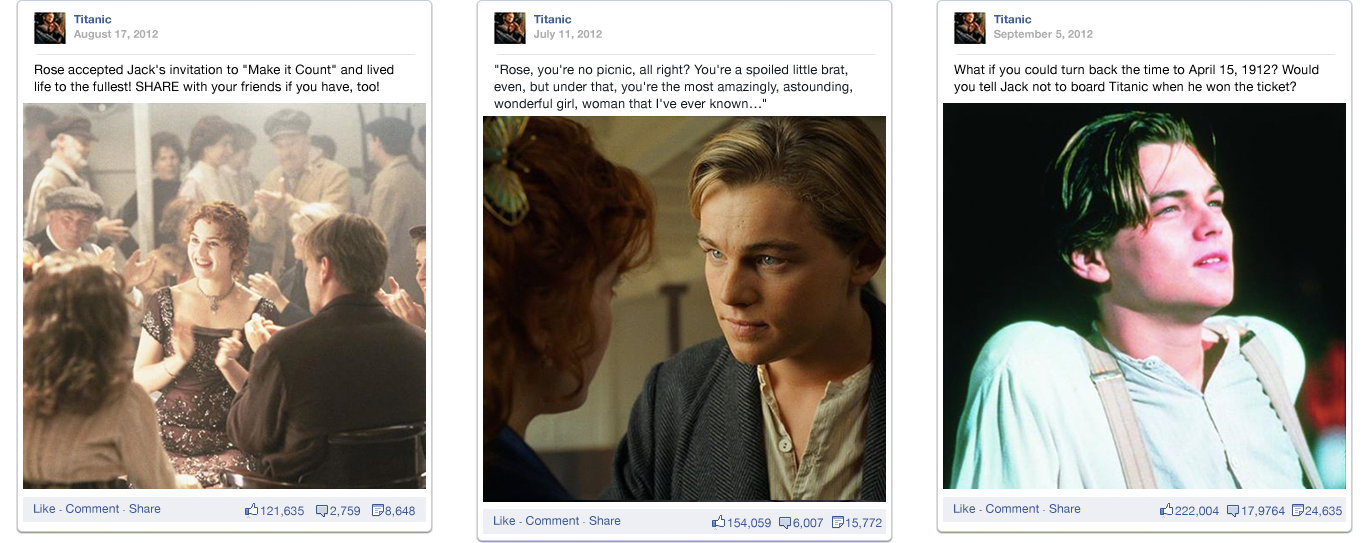 Titanic
August 17, 2012
Rose accepted Jack's invitation to "Make it Count" and lived
life to the fullest! SHARE with your friends if you have, too!
Like - Comment · Share
121,635 2,759 8,648
Titanic
July 11, 2012
"Rose, you're no picnic, all right? You're a spoiled little brat,
even, but under that, you're the most amazingly, astounding,
wonderful girl, woman that I've ever known…"
Like - Comment · Share
154,059 6,007 15,772
Titanic
September 5, 2012
What if you could turn back the time to April 15, 1912? Would
you tell Jack not to board Titanic when he won the ticket?
Like - Comment · Share
222,004 17,9764 24,635